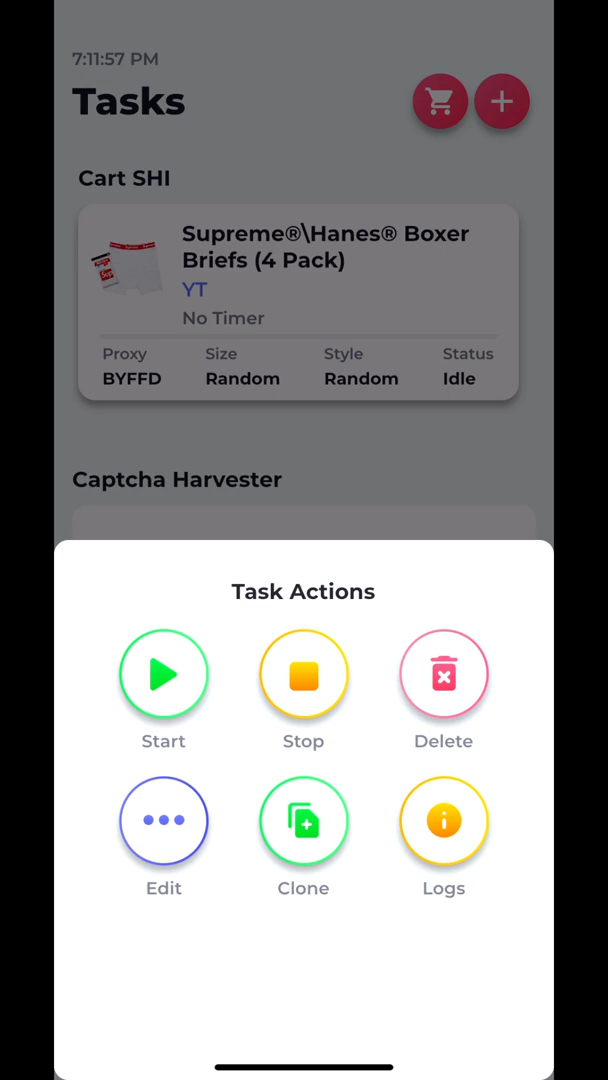 7:11:57 PM
Tasks
Cart SHI
Supreme®\Hanes® Boxer
Briefs (4 Pack)
YT
No Timer
Proxy Size Style Status
BYFFD Random Random Idle
Captcha Harvester
Task Actions
Start Stop Delete
Edit Clone Logs